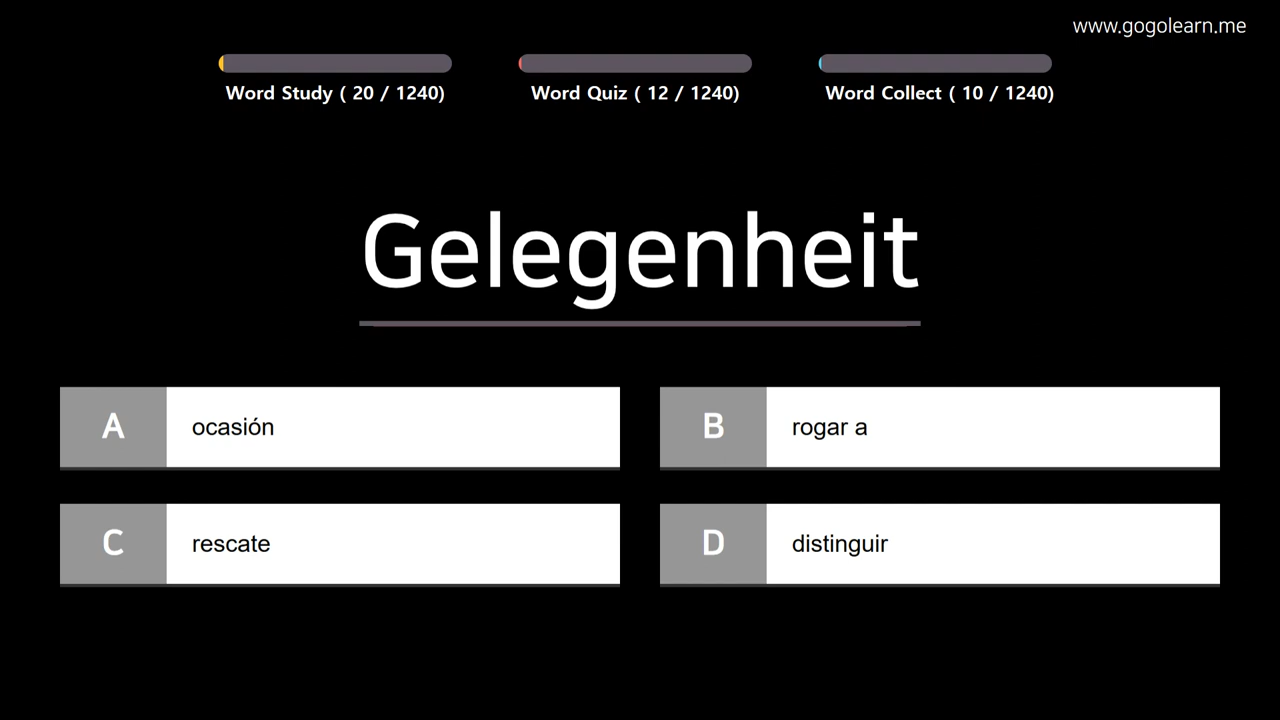 www.gogolearn.me
Word Study ( 20 / 1240)
Word Quiz ( 12 / 1240)
Word Collect ( 10 / 1240)
Gelegenheit
A ocasión
B rogar a
C rescate
D distinguir